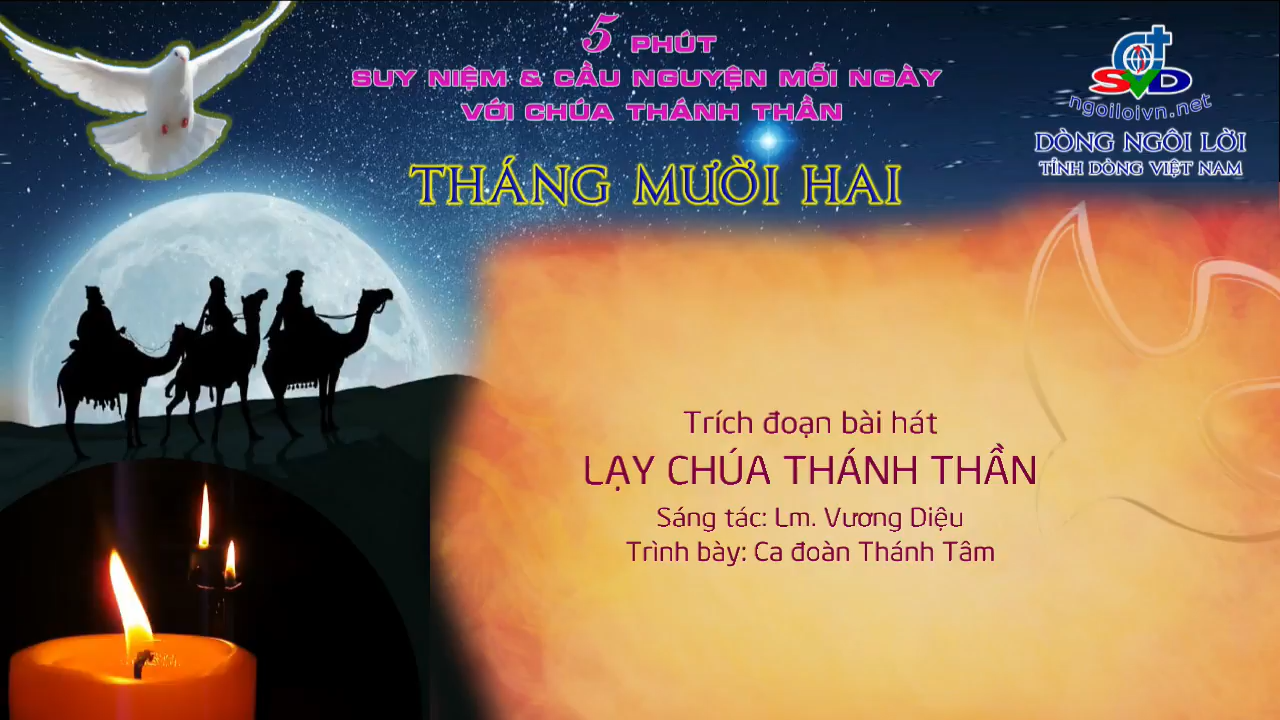 5 PHÚT
SUY NIỆM & CẦU NGUYỆN MỖI NGÀY
VỚI CHÚA THÁNH THẦN
THÁNG MƯỜI HAI
SVD
ngoiloivn.net
DÒNG NGÔI LỜI
TỈNH DÒNG VIỆT NAM
Trích đoạn bài hát
LẠY CHÚA THÁNH THẦN
Sáng tác: Lm. Vương Diệu
Trình bày: Ca đoàn Thánh Tâm